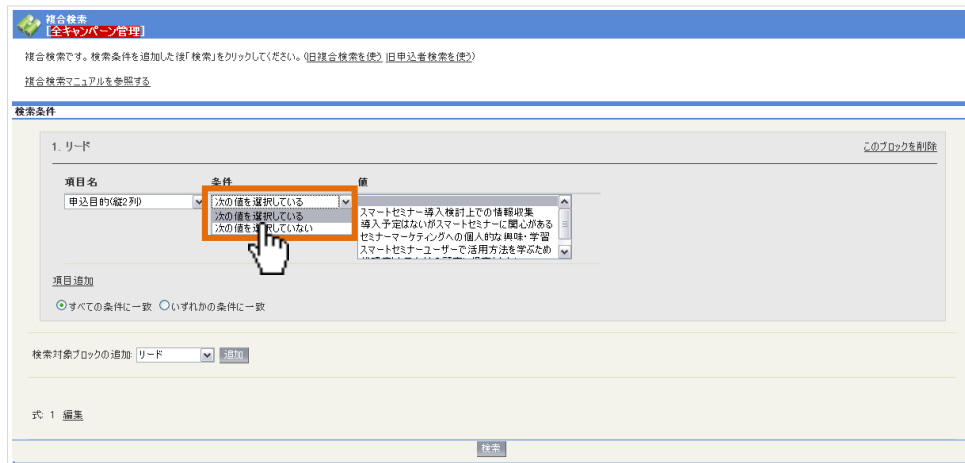 複合検索
[全キャンペーン管理]
複合検索です。検索条件を追加した後「検索」をクリックしてください。(旧複合検索を使う |旧申込者検索を使う)
複合検索マニュアルを参照する
検索条件
1. リード
このブロックを削除
項目名 条件 値
申込目的(縦2列) 次の値を選択している
次の値を選択している
次の値を選択していない
スマートセミナー導入検討上での情報収集
導入予定はないがスマートセミナーに関心がある
セミナーマーケティングへの個人的な興味・学習
スマートセミナーユーザーで活用方法を学ぶため
項目追加
すべての条件に一致 いずれかの条件に一致
検索対象ブロックの追加: リード 追加
式: 1 編集
検索